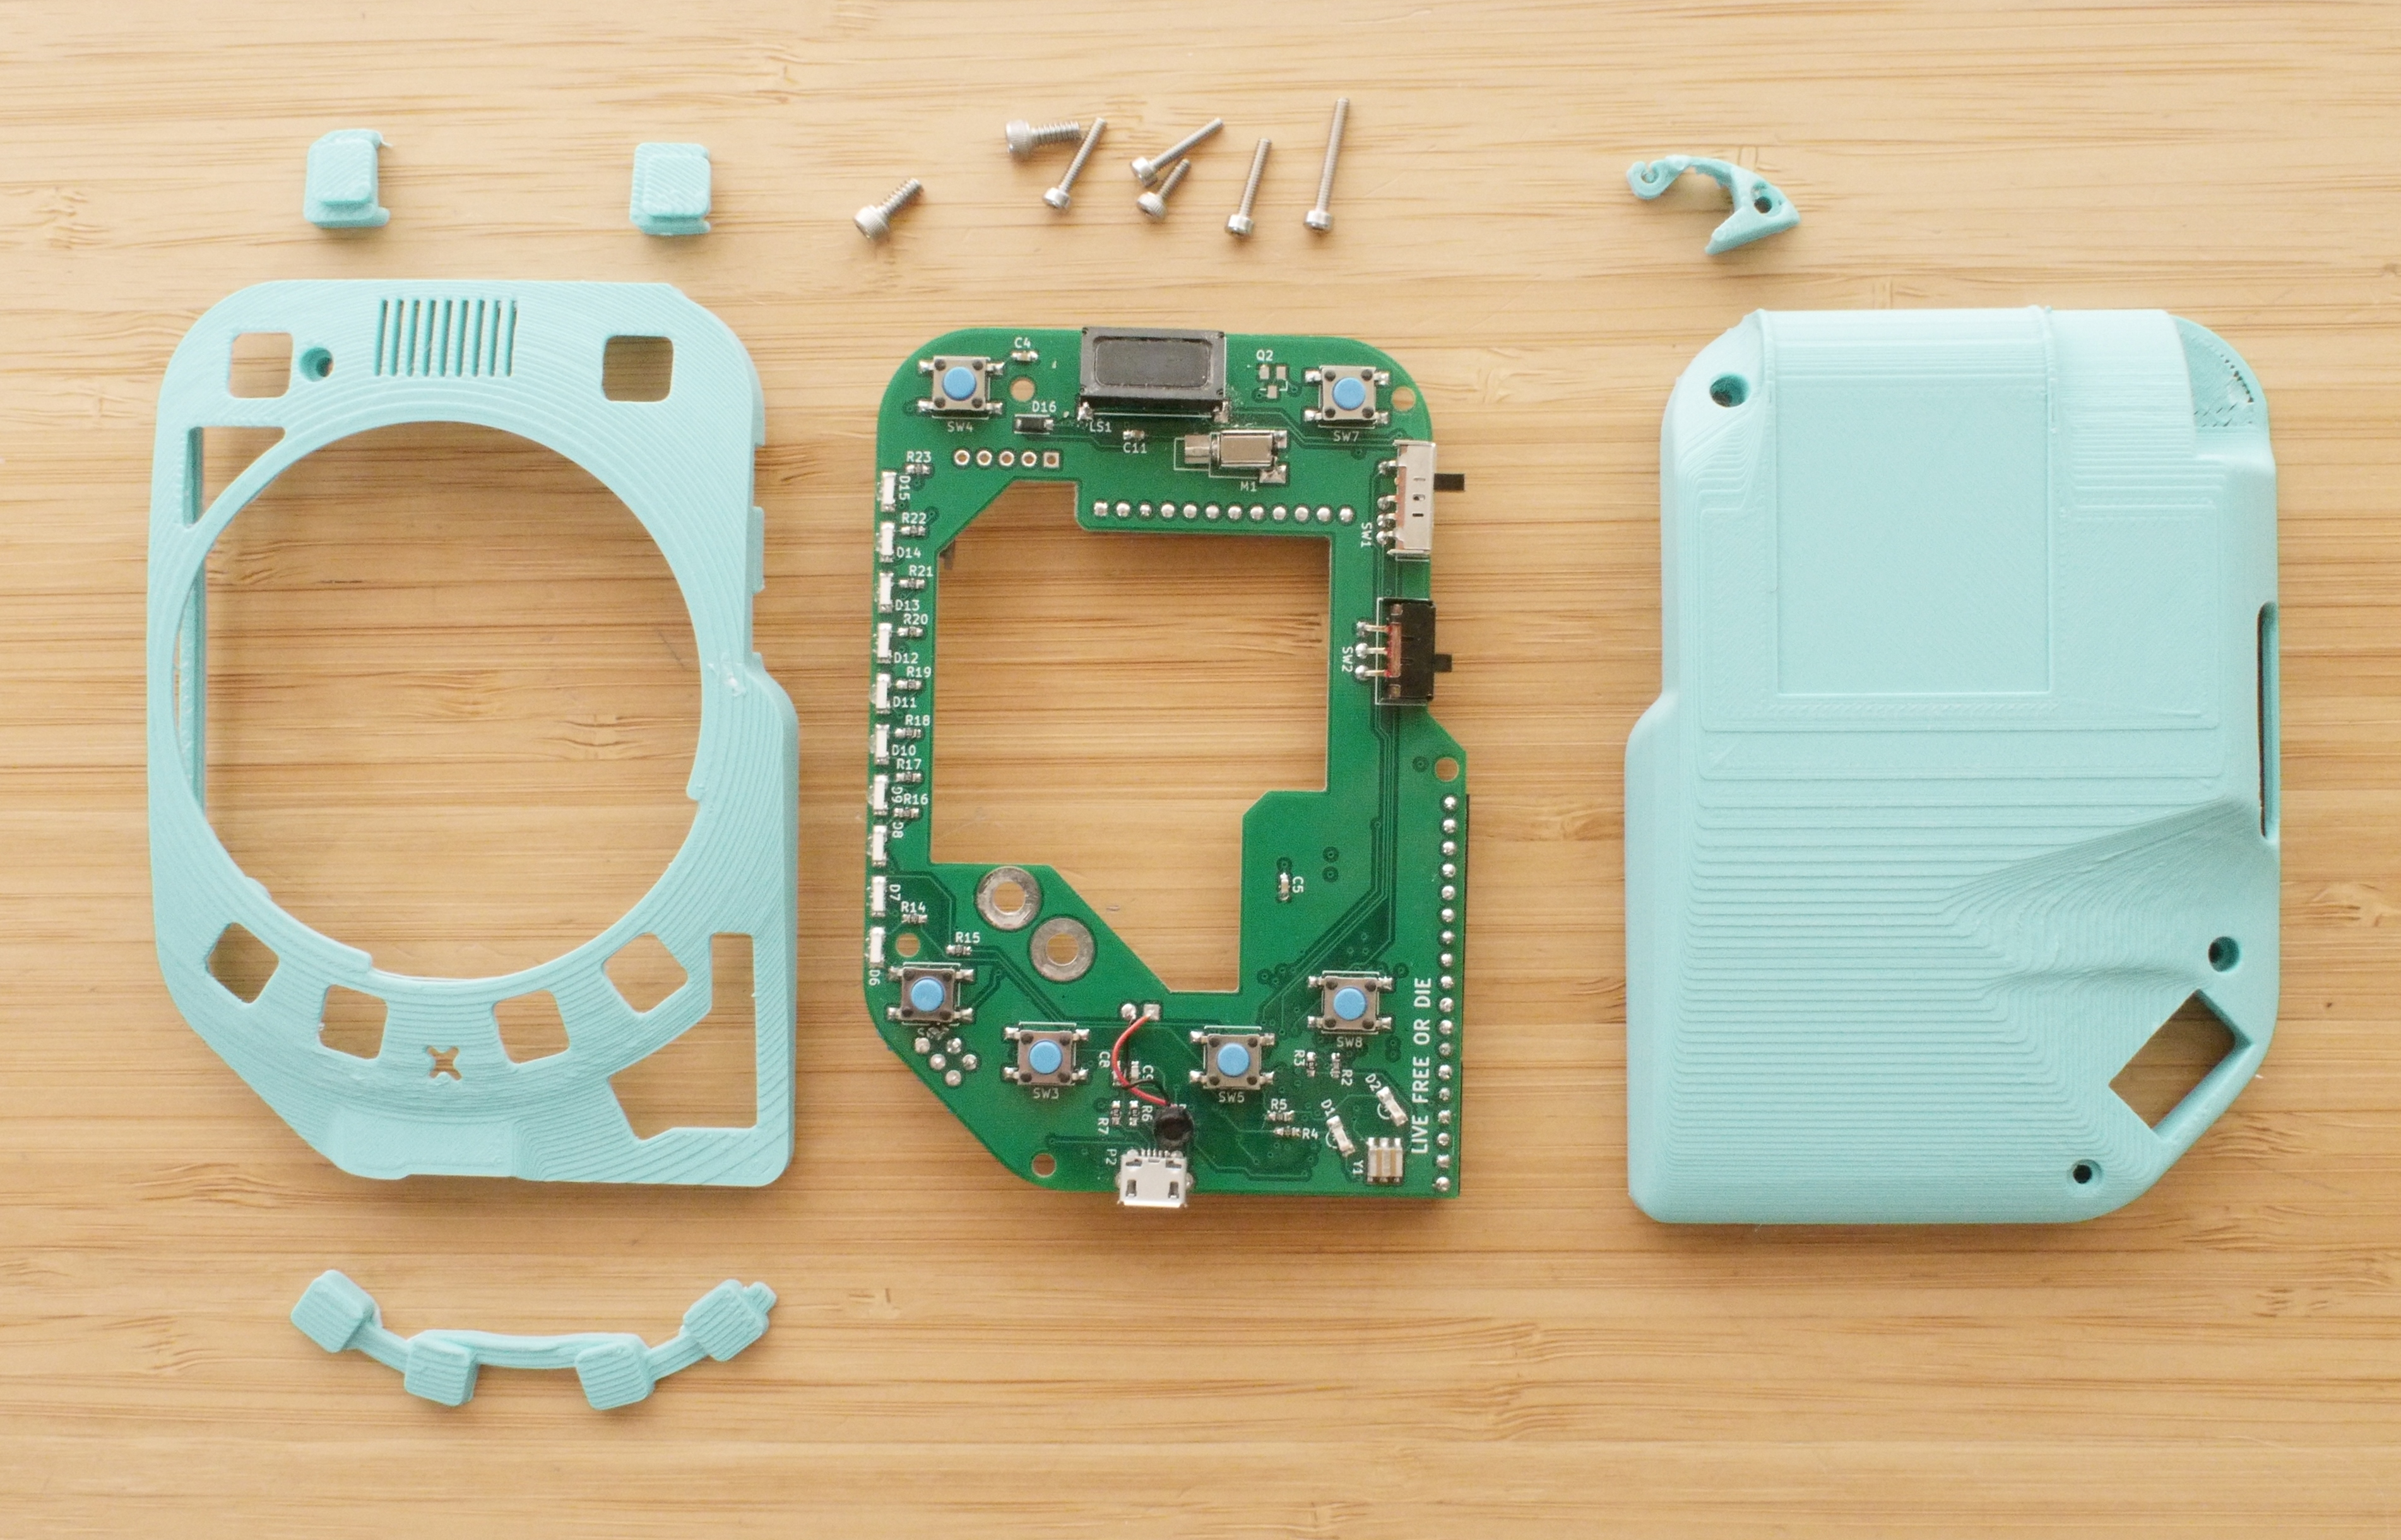 C4
Q2
SW4
D16
LS1
C11
SW7
M1
R23
D15
R22
D14
SW1
R21
D13
R20
D12
SW2
R19
D11
R18
D10
R17
D9
R16
D8
C5
D7
R14
R15
D6
SW8
SW3
C9
SW5
R3
R2
D2
R5
D1
R4
R6
R7
P2
Y1
LIVE FREE OR DIE